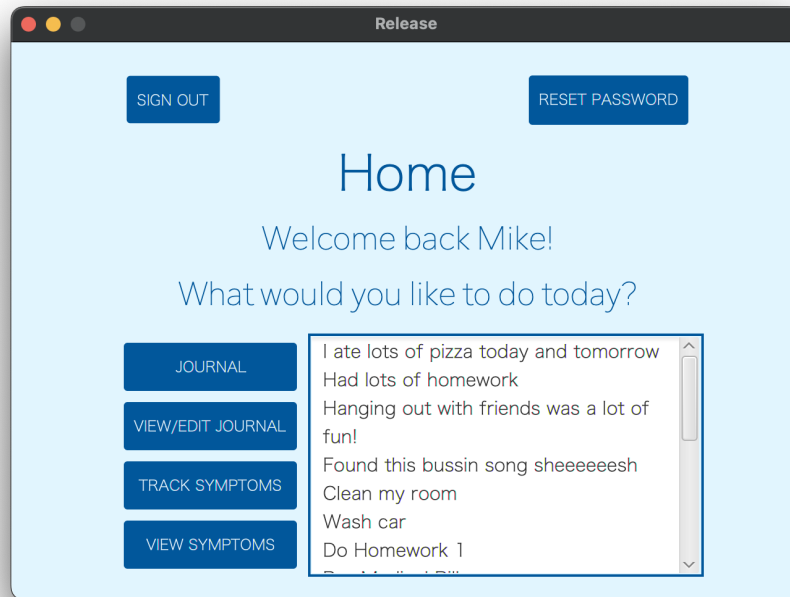 Release
SIGN OUT
RESET PASSWORD
Home
Welcome back Mike!
What would you like to do today?
JOURNAL
VIEW/EDIT JOURNAL
TRACK SYMPTOMS
VIEW SYMPTOMS
I ate lots of pizza today and tomorrow
Had lots of homework
Hanging out with friends was a lot of
fun!
Found this bussin song sheeeeeesh
Clean my room
Wash car
Do Homework 1